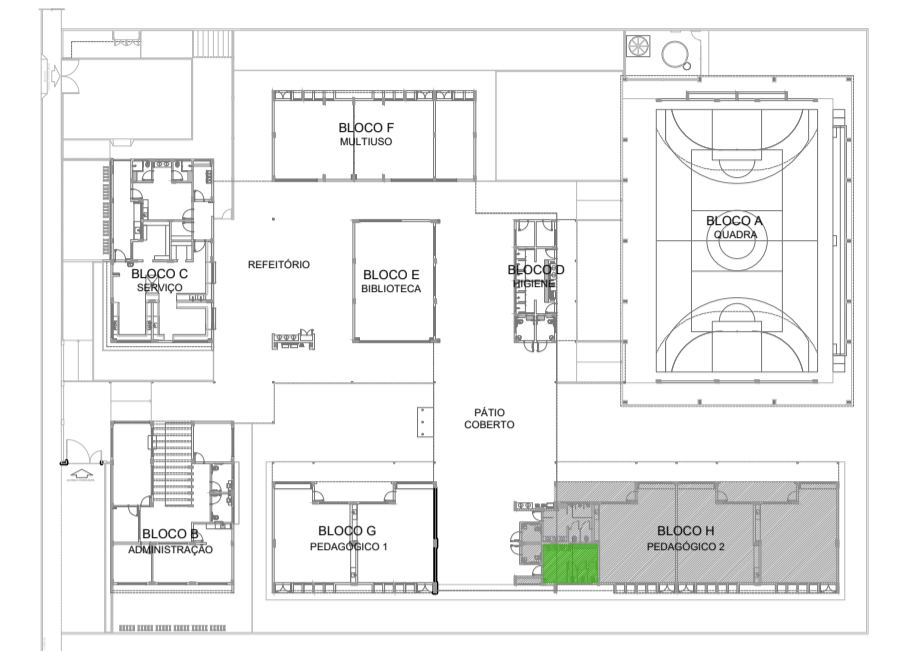 BLOCO F
MULTIUSO
BLOCO A
QUADRA
REFEITÓRIO
BLOCO E
BIBLIOTECA
BLOCO D
HIGIENE
BLOCO C
SERVIÇO
PÁTIO
COBERTO
BLOCO B
ADMINISTRAÇÃO
BLOCO G
PEDAGÓGICO 1
BLOCO H
PEDAGÓGICO 2